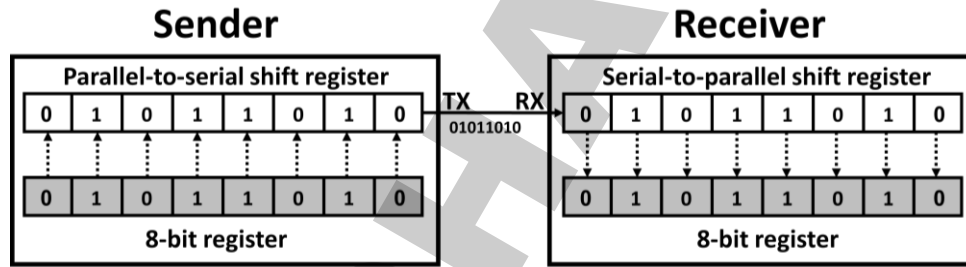 Sender Receiver
Parallel-to-serial shift register Serial-to-parallel shift register
0 1 0 1 1 0 1 0 TX RX 0 1 0 1 1 0 1 0
01011010
0 1 0 1 1 0 1 0 0 1 0 1 1 0 1 0
8-bit register 8-bit register